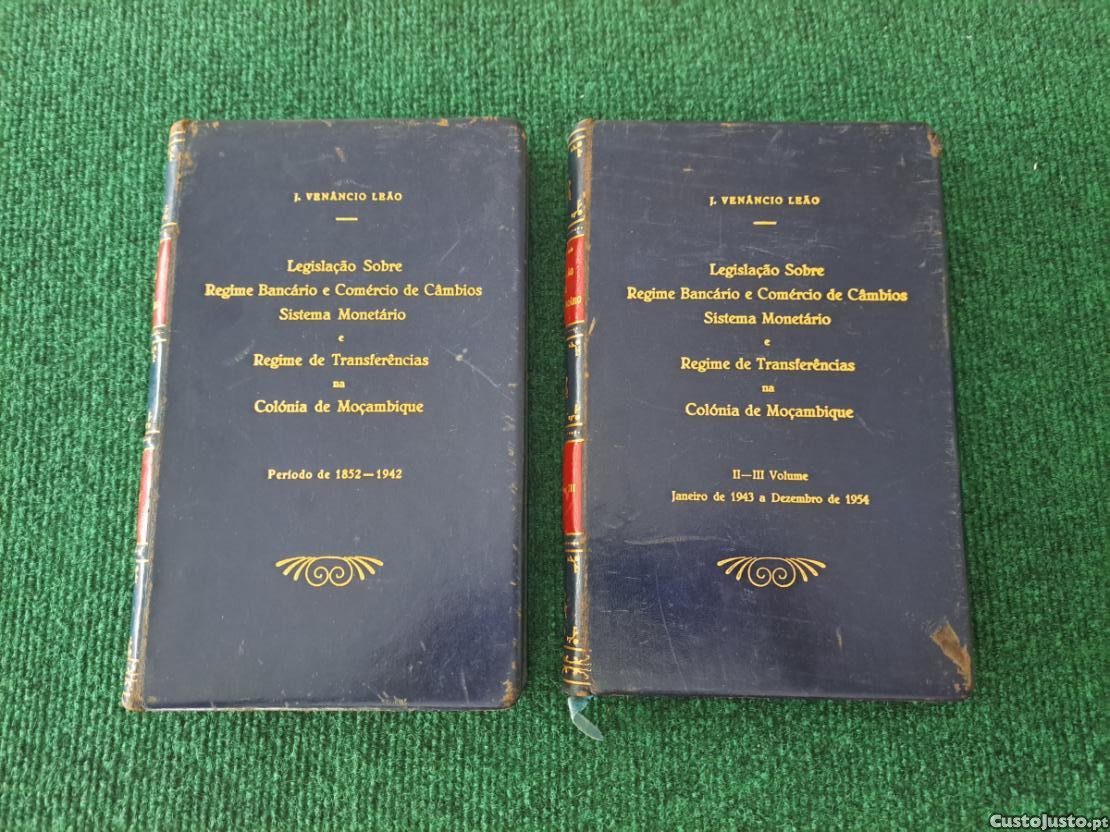 J. VENÂNCIO LEÃO
Legislação Sobre
Regime Bancário e Comércio de Câmbios
Sistema Monetário
e
Regime de Transferências
na
Colónia de Moçambique
Período de 1852—1942
J. VENÂNCIO LEÃO
Legislação Sobre
Regime Bancário e Comércio de Câmbios
Sistema Monetário
e
Regime de Transferências
na
Colónia de Moçambique
II—III Volume
Janeiro de 1943 a Dezembro de 1954
CustoJusto.pt